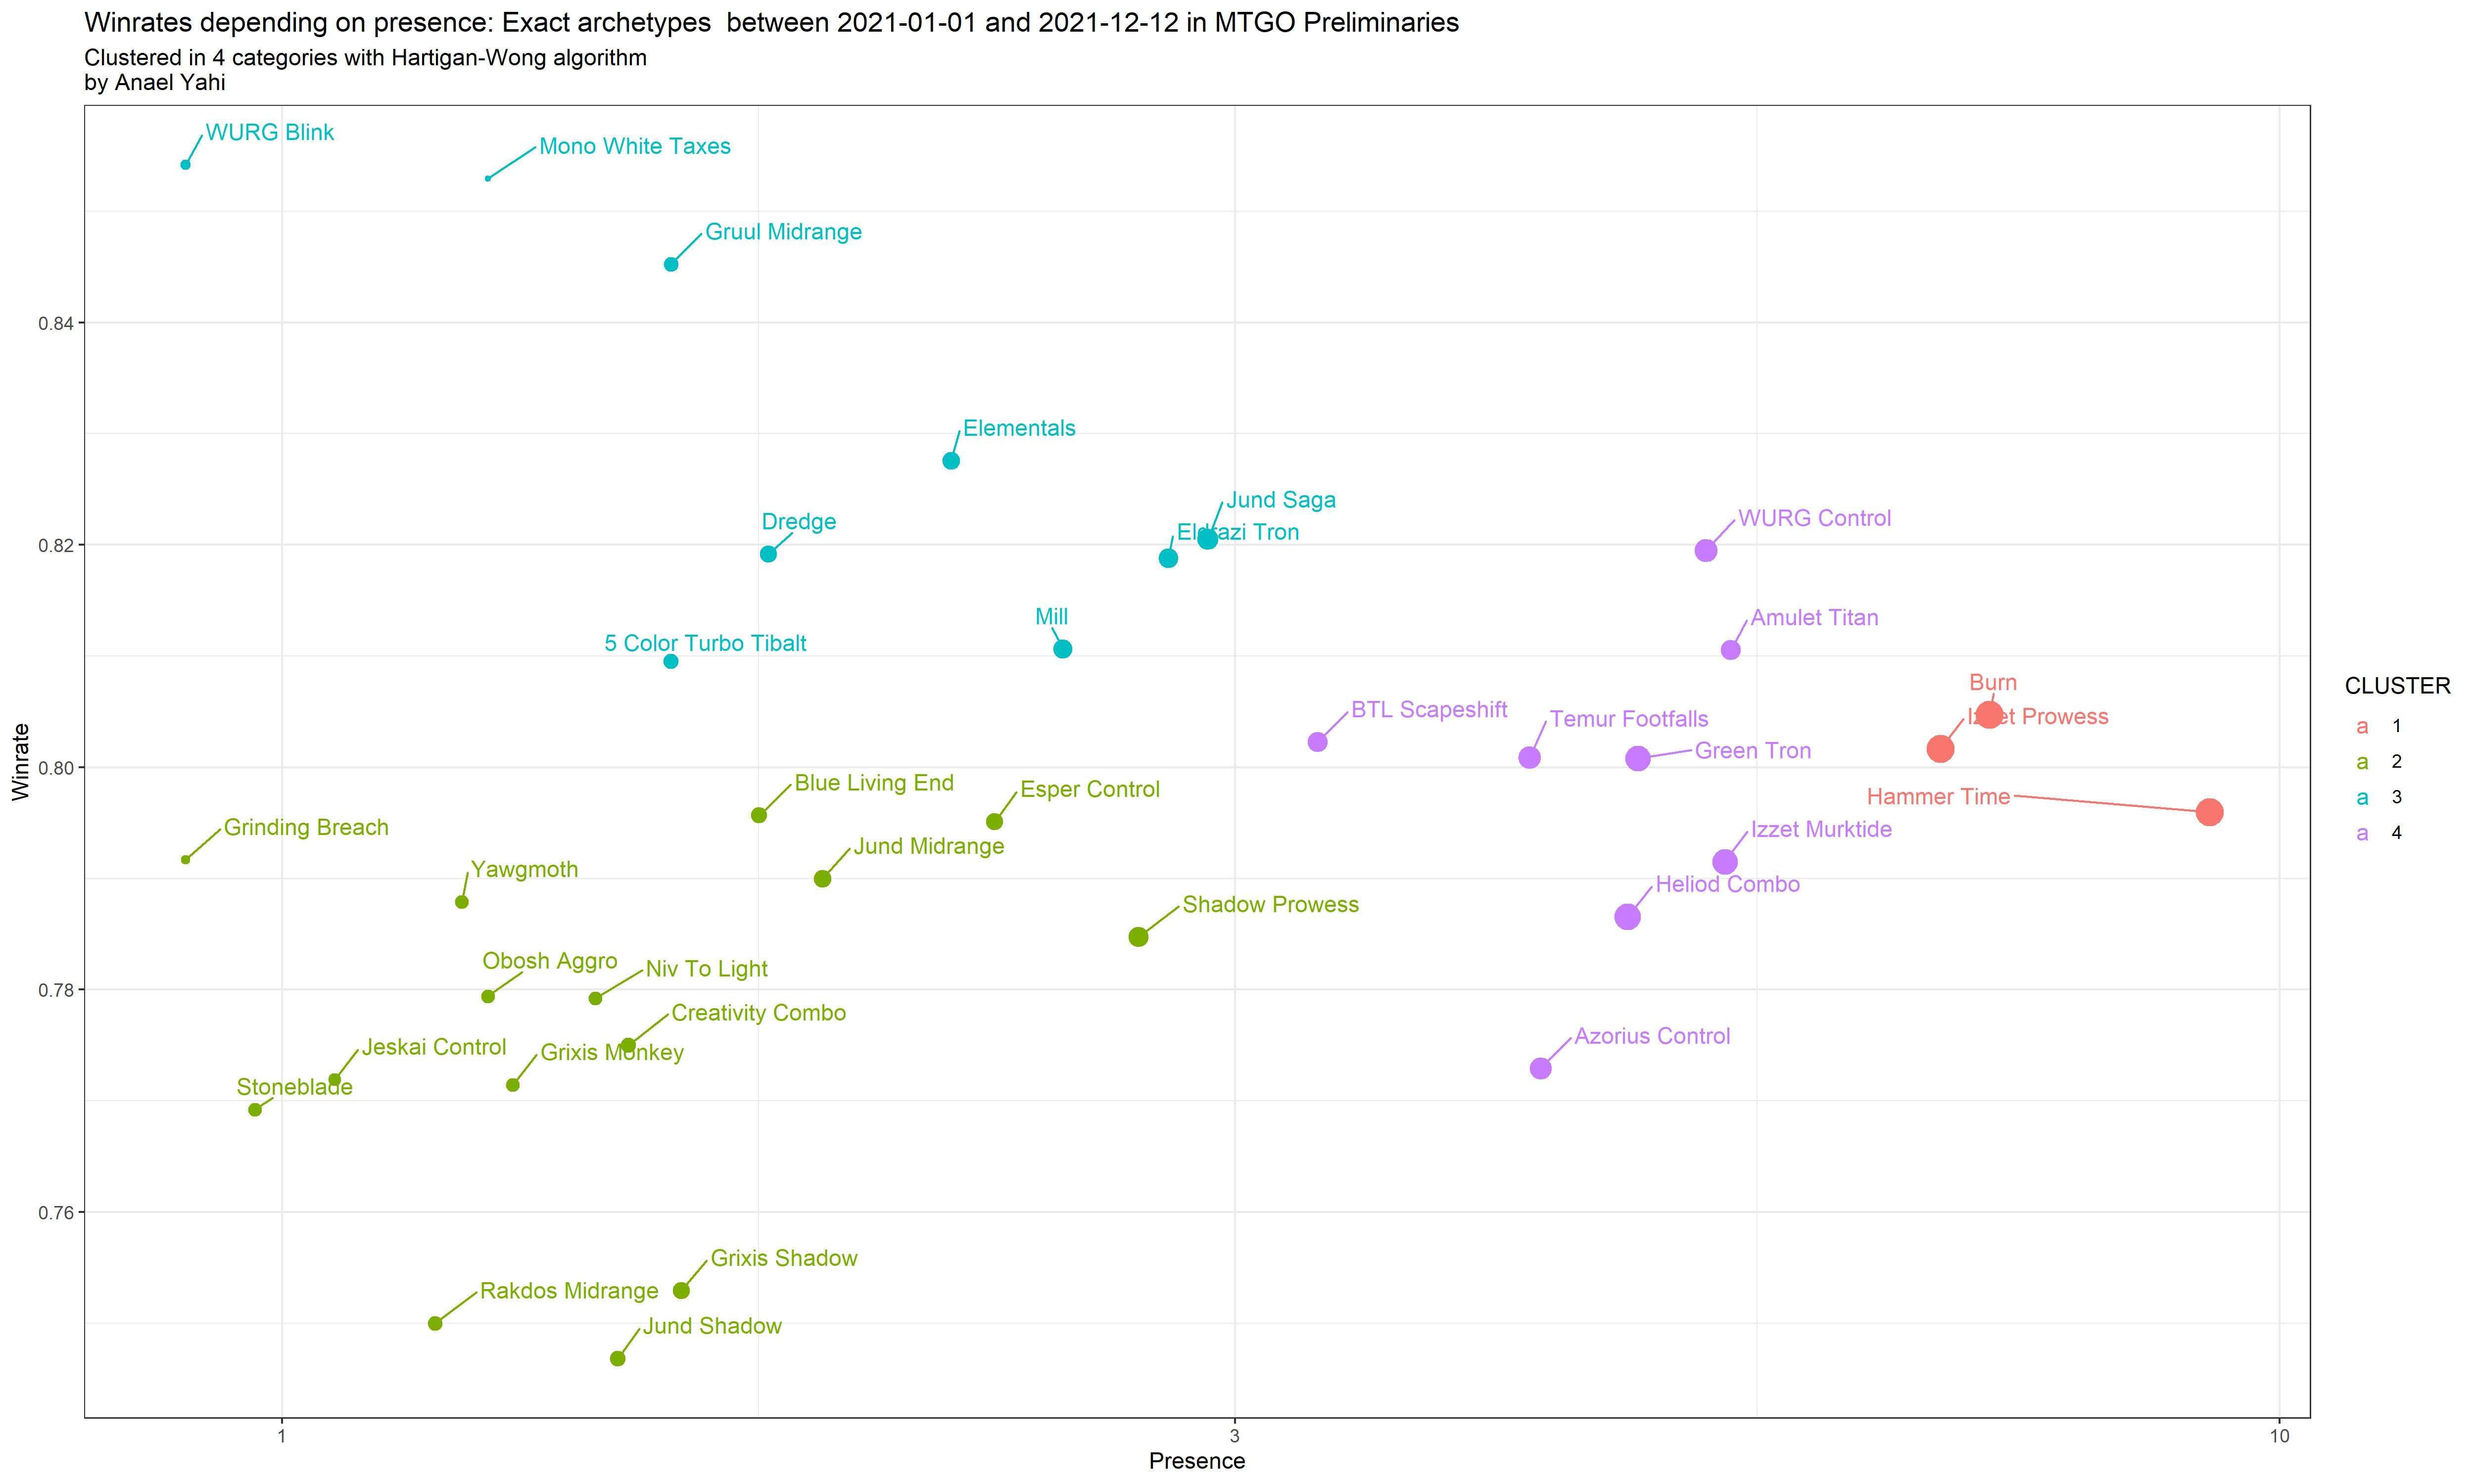 Winrates depending on presence: Exact archetypes  between 2021-01-01 and 2021-12-12 in MTGO Preliminaries
Clustered in 4 categories with Hartigan-Wong algorithm
by Anael Yahi
WURG Blink
Mono White Taxes
Gruul Midrange
0.84
Elementals
Jund Saga
Dredge
WURG Control
Eldrazi Tron
0.82
Mill
Amulet Titan
5 Color Turbo Tibalt
Burn
CLUSTER
BTL Scapeshift
Izzet Prowess
Temur Footfalls
a 1
Green Tron
a 2
Winrate
0.80
Blue Living End
Esper Control
Hammer Time
a 3
Grinding Breach
Izzet Murktide
a 4
Jund Midrange
Yawgmoth
Heliod Combo
Shadow Prowess
Obosh Aggro
Niv To Light
0.78
Creativity Combo
Azorius Control
Jeskai Control
Grixis Monkey
Stoneblade
0.76
Grixis Shadow
Rakdos Midrange
Jund Shadow
1
3
10
Presence